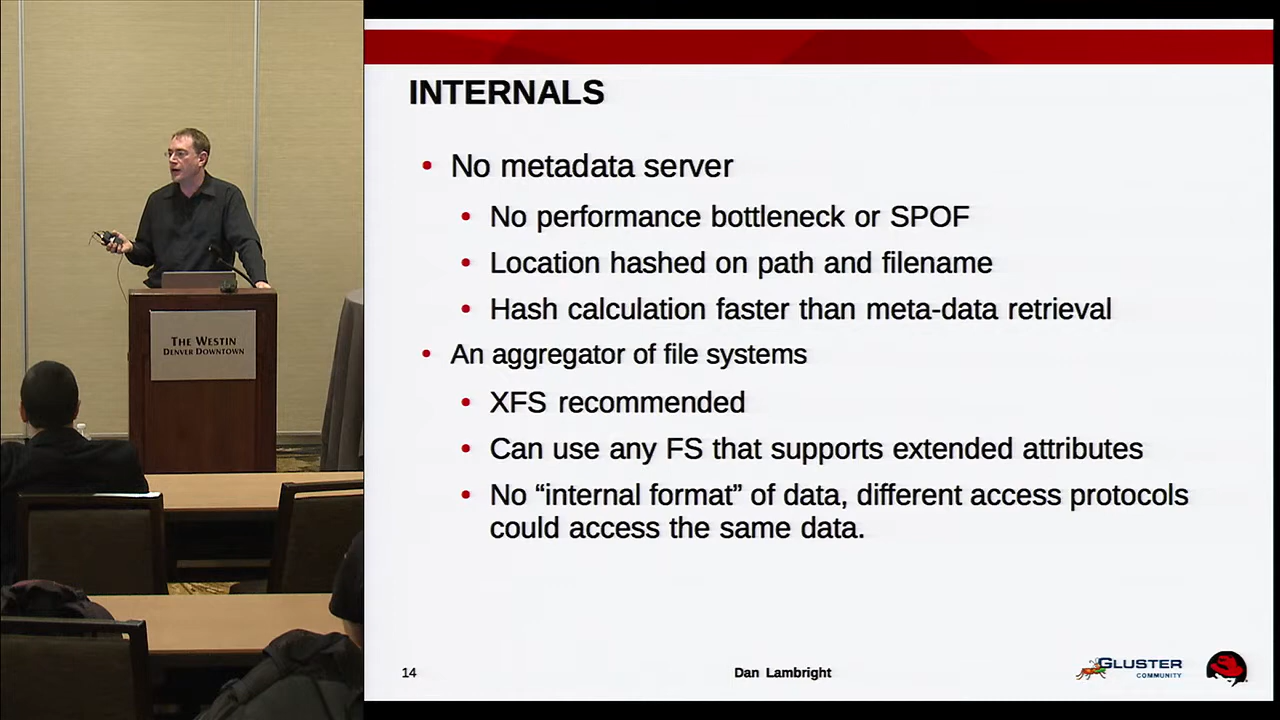 THE WESTIN
DENVER DOWNTOWN
INTERNALS
• No metadata server
• No performance bottleneck or SPOF
• Location hashed on path and filename
• Hash calculation faster than meta-data retrieval
• An aggregator of file systems
• XFS recommended
• Can use any FS that supports extended attributes
• No “internal format” of data, different access protocols
could access the same data.
14
Dan Lambright
GLUSTER
COMMUNITY